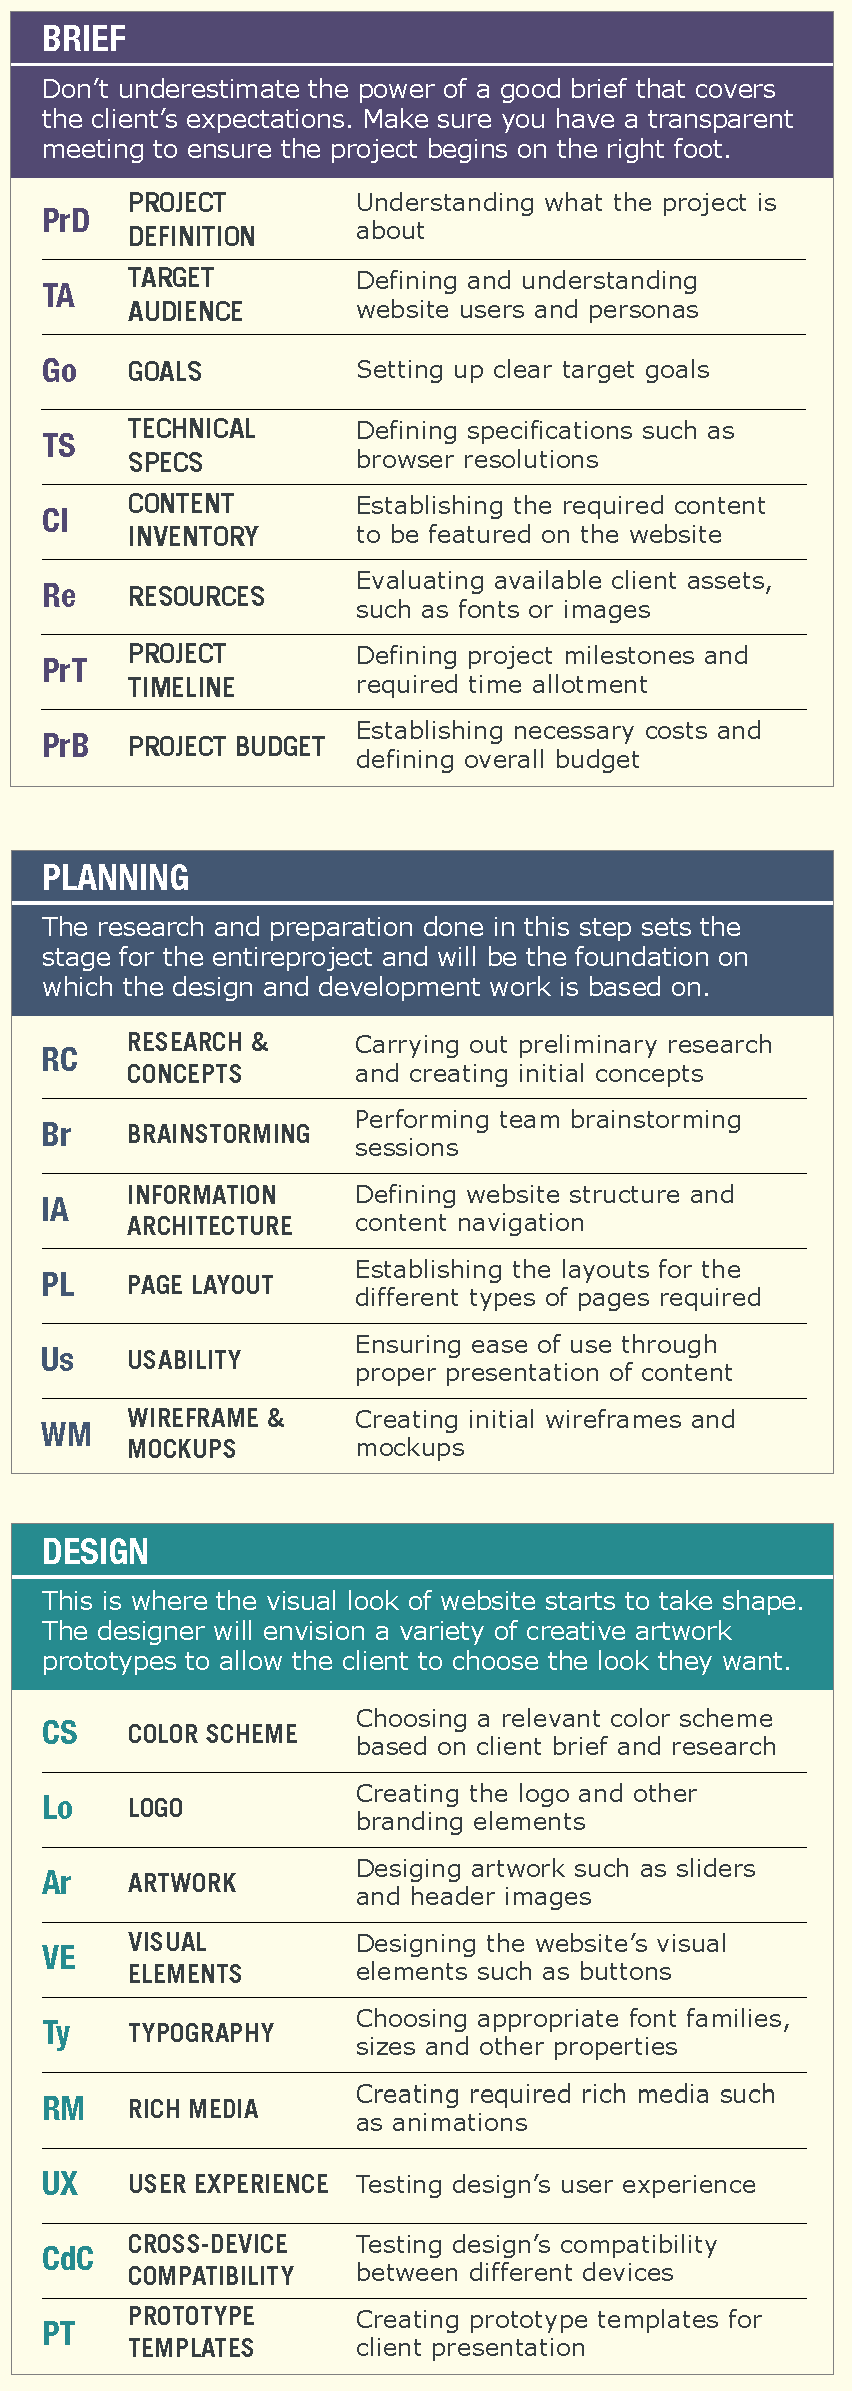 BRIEF
Don’t underestimate the power of a good brief that covers
the client’s expectations. Make sure you have a transparent
meeting to ensure the project begins on the right foot.
PrD
PROJECT
DEFINITION
Understanding what the project is
about
TA
TARGET
AUDIENCE
Defining and understanding
website users and personas
Go
GOALS
Setting up clear target goals
TS
TECHNICAL
SPECS
Defining specifications such as
browser resolutions
CI
CONTENT
INVENTORY
Establishing the required content
to be featured on the website
Re
RESOURCES
Evaluating available client assets,
such as fonts or images
PrT
PROJECT
TIMELINE
Defining project milestones and
required time allotment
PrB
PROJECT BUDGET
Establishing necessary costs and
defining overall budget
PLANNING
The research and preparation done in this step sets the
stage for the entireproject and will be the foundation on
which the design and development work is based on.
RC
RESEARCH &
CONCEPTS
Carrying out preliminary research
and creating initial concepts
Br
BRAINSTORMING
Performing team brainstorming
sessions
IA
INFORMATION
ARCHITECTURE
Defining website structure and
content navigation
PL
PAGE LAYOUT
Establishing the layouts for the
different types of pages required
Us
USABILITY
Ensuring ease of use through
proper presentation of content
WM
WIREFRAME &
MOCKUPS
Creating initial wireframes and
mockups
DESIGN
This is where the visual look of website starts to take shape.
The designer will envision a variety of creative artwork
prototypes to allow the client to choose the look they want.
CS
COLOR SCHEME
Choosing a relevant color scheme
based on client brief and research
Lo
LOGO
Creating the logo and other
branding elements
Ar
ARTWORK
Desiging artwork such as sliders
and header images
VE
VISUAL
ELEMENTS
Designing the website’s visual
elements such as buttons
Ty
TYPOGRAPHY
Choosing appropriate font families,
sizes and other properties
RM
RICH MEDIA
Creating required rich media such
as animations
UX
USER EXPERIENCE
Testing design’s user experience
CdC
CROSS-DEVICE
COMPATIBILITY
Testing design’s compatibility
between different devices
PT
PROTOTYPE
TEMPLATES
Creating prototype templates for
client presentation